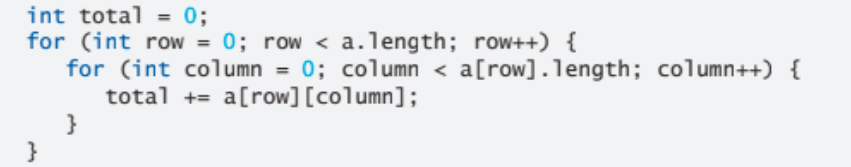 int total = 0;
for (int row = 0; row < a.length; row++) {
   for (int column = 0; column < a[row].length; column++) {
      total += a[row][column];
   }
}